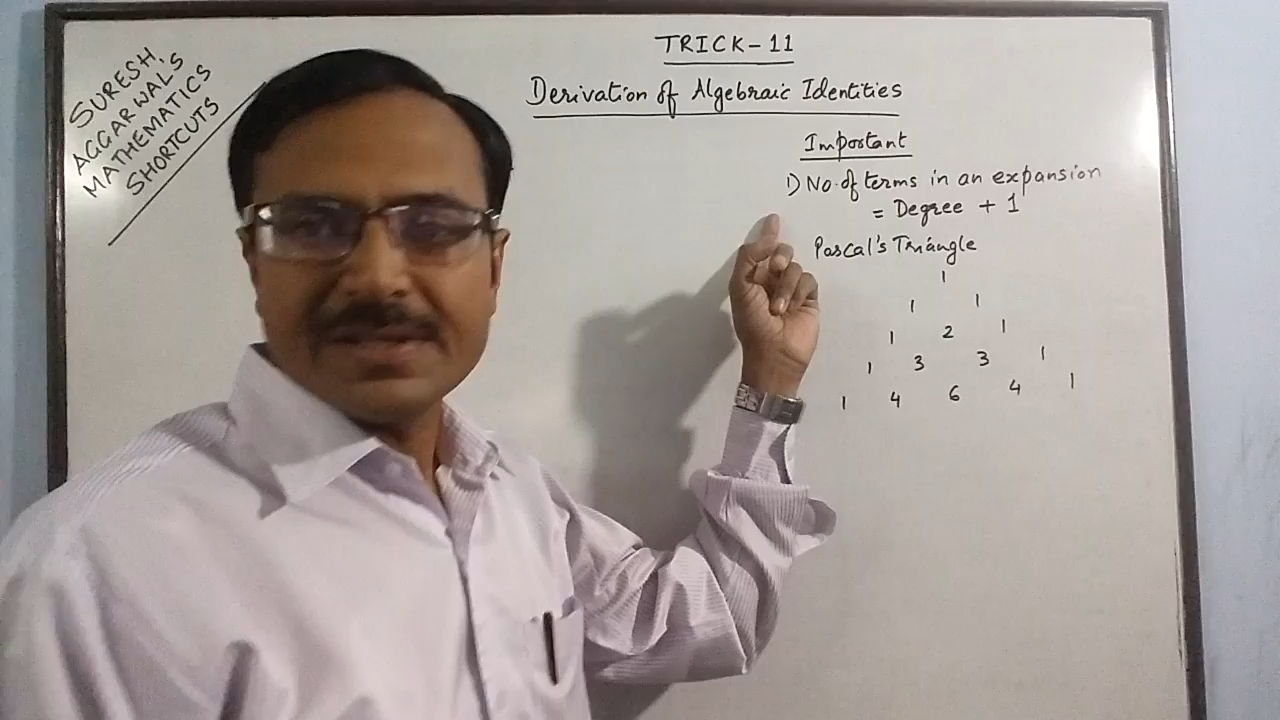 SURESH
AGGARWAL'S
MATHEMATICS
SHORTCUTS
TRICK-11
Derivation of Algebraic Identities
Important
1) No. of terms in an expansion
= Degree + 1
Pascal's Triangle
1
1 1
1 2 1
1 3 3 1
1 4 6 4 1